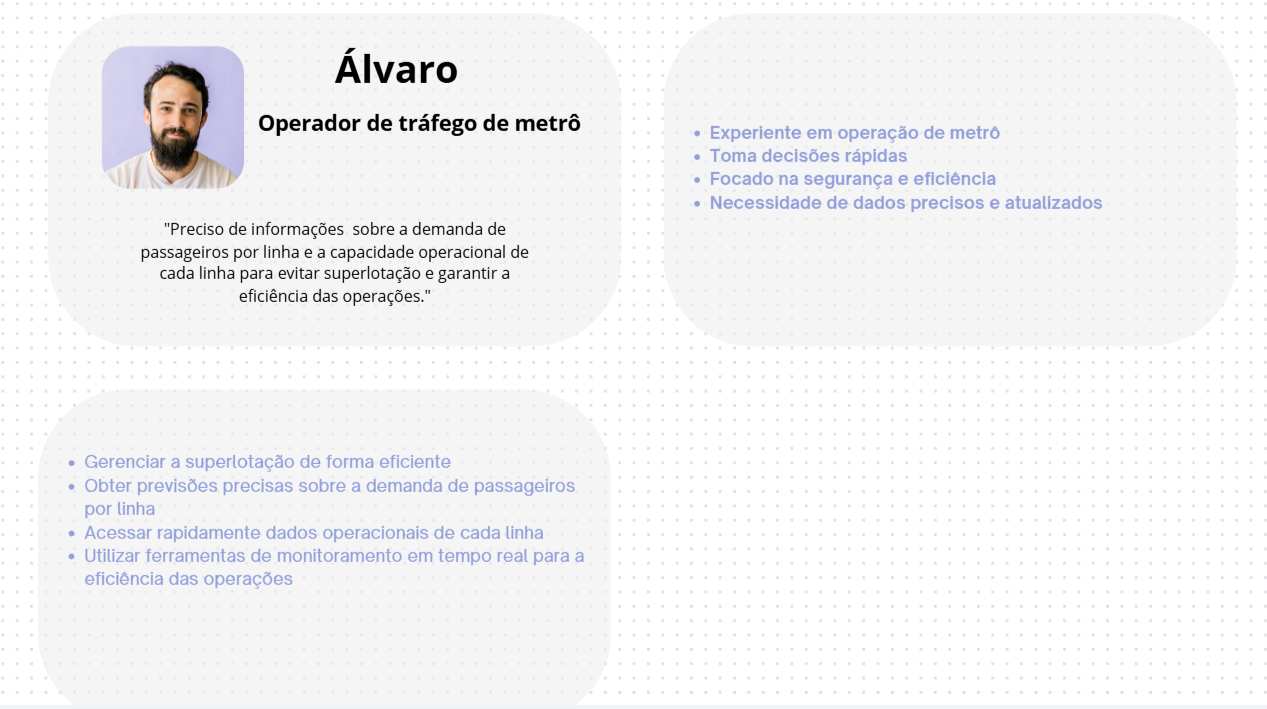 Álvaro
Operador de tráfego de metrô
"Preciso de informações  sobre a demanda de
passageiros por linha e a capacidade operacional de
cada linha para evitar superlotação e garantir a
eficiência das operações."
• Experiente em operação de metrô
• Toma decisões rápidas
• Focado na segurança e eficiência
• Necessidade de dados precisos e atualizados
• Gerenciar a superlotação de forma eficiente
• Obter previsões precisas sobre a demanda de passageiros
por linha
• Acessar rapidamente dados operacionais de cada linha
• Utilizar ferramentas de monitoramento em tempo real para a
eficiência das operações